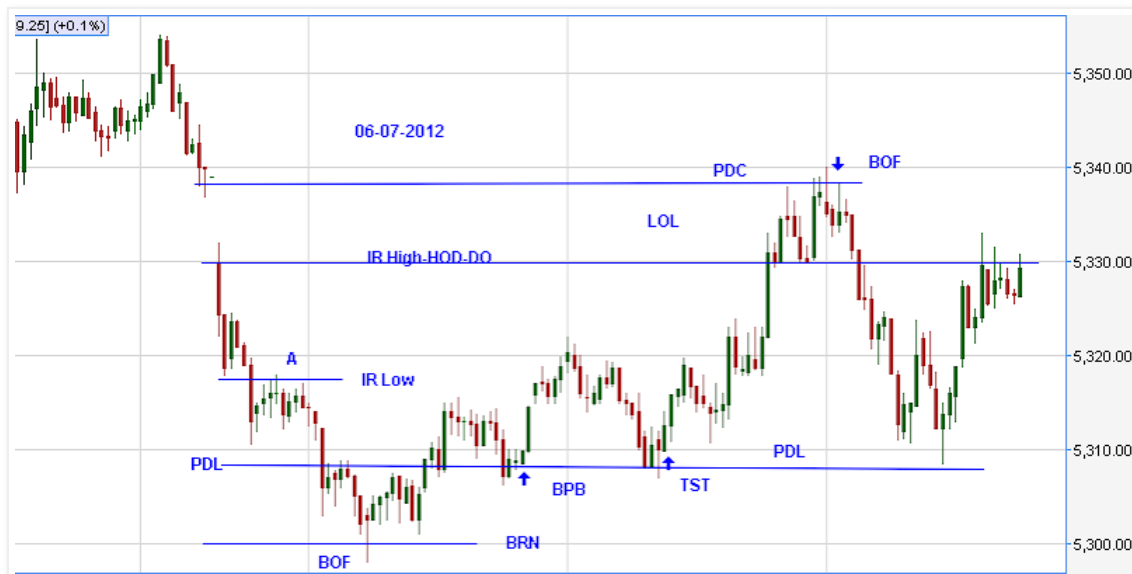 9.25] (+0.1%)
5,350.00
06-07-2012
BOF
PDC
5,340.00
LOL
IR High-HOD-DO
5,330.00
A
5,320.00
IR Low
PDL
PDL
5,310.00
BPB
TST
BRN
5,300.00
BOF